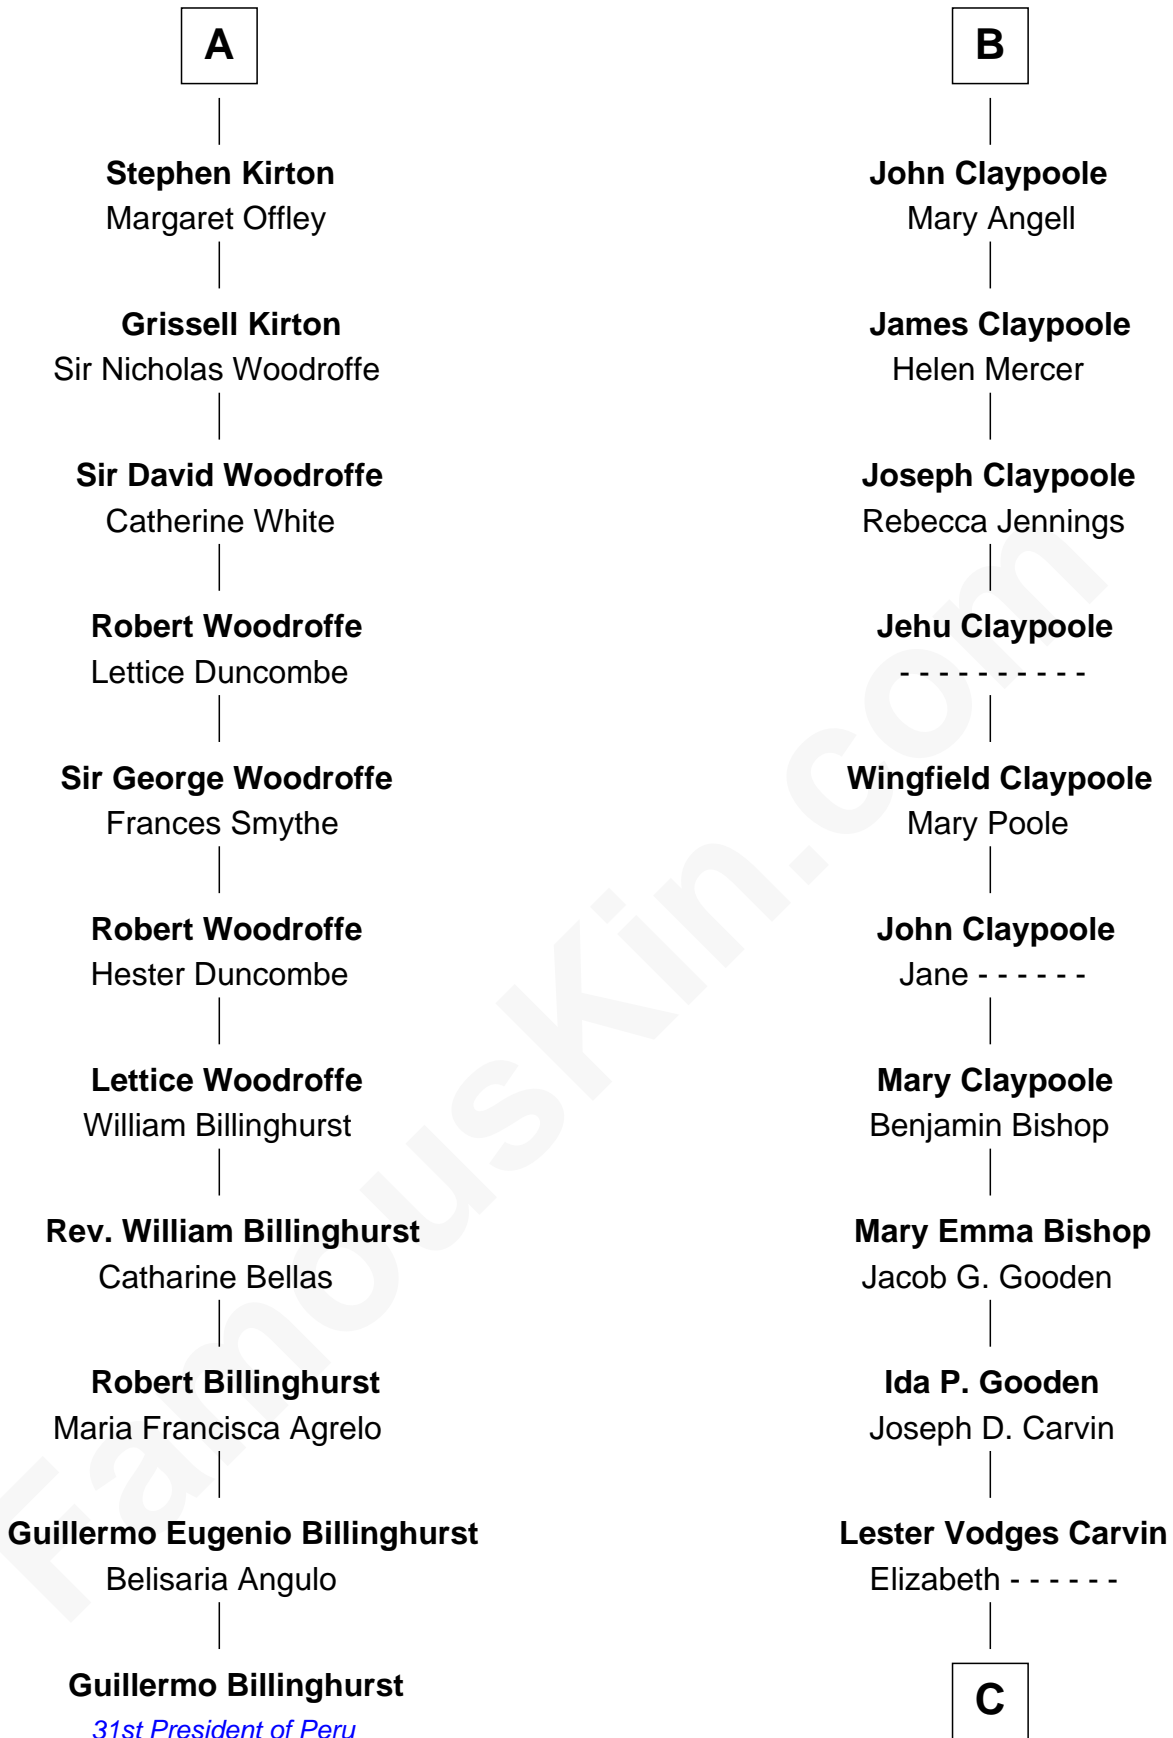 A
Stephen Kirton
Margaret Offley
Grissell Kirton
Sir Nicholas Woodroffe
Sir David Woodroffe
Catherine White
Robert Woodroffe
Lettice Duncombe
Sir George Woodroffe
Frances Smythe
Robert Woodroffe
Hester Duncombe
Lettice Woodroffe
William Billinghurst
Rev. William Billinghurst
Catharine Bellas
Robert Billinghurst
Maria Francisca Agrelo
Guillermo Eugenio Billinghurst
Belisaria Angulo
Guillermo Billinghurst
31st President of Peru
B
John Claypoole
Mary Angell
James Claypoole
Helen Mercer
Joseph Claypoole
Rebecca Jennings
Jehu Claypoole
- - - - - - - - - -
Wingfield Claypoole
Mary Poole
John Claypoole
Jane - - - - - -
Mary Claypoole
Benjamin Bishop
Mary Emma Bishop
Jacob G. Gooden
Ida P. Gooden
Joseph D. Carvin
Lester Vodges Carvin
Elizabeth - - - - - -
C
FamousKin.com